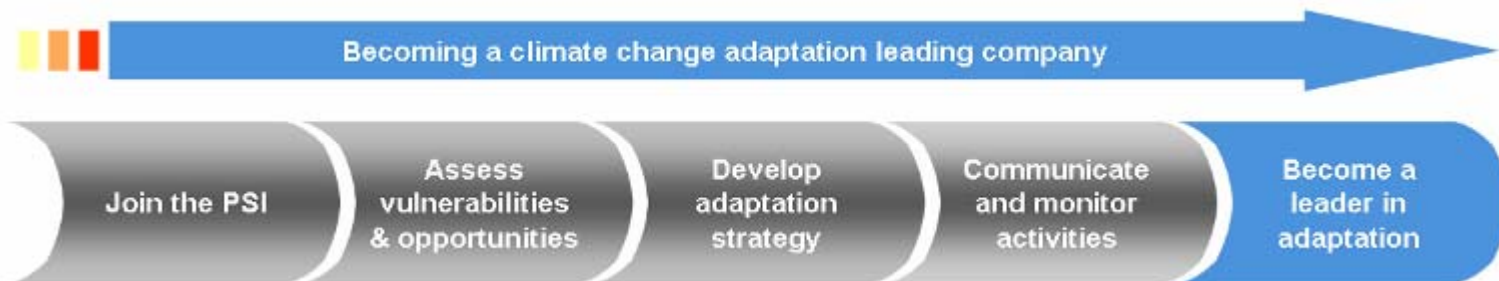 Becoming a climate change adaptation leading company
Join the PSI
Assess
vulnerabilities
& opportunities
Develop
adaptation
strategy
Communicate
and monitor
activities
Become a
leader in
adaptation